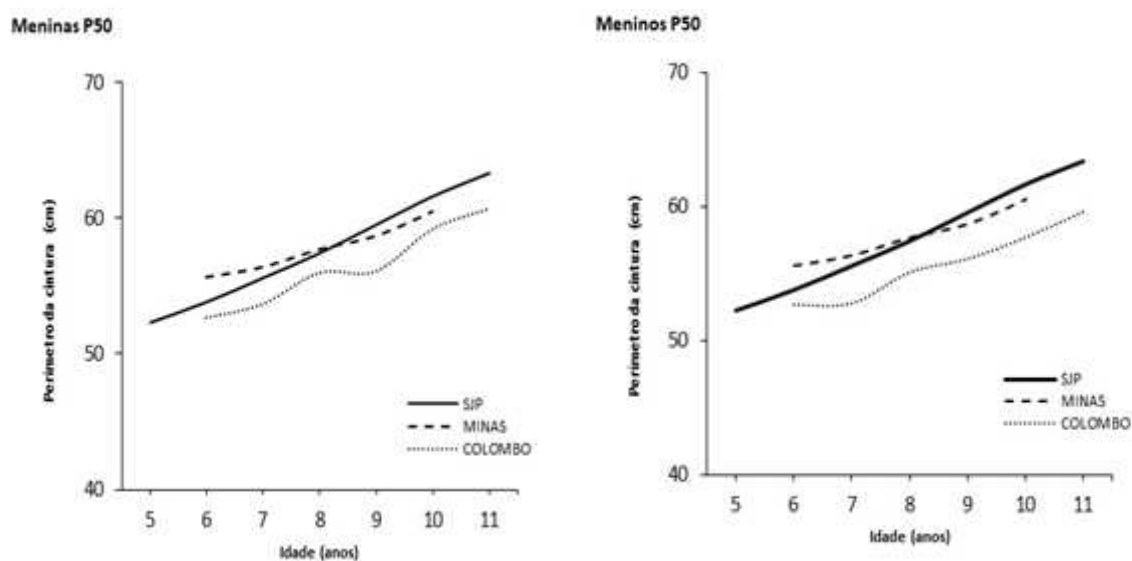 Meninas P50
70
60
50
40
Perímetro da cintura (cm)
5 6 7 8 9 10 11
Idade (anos)
SJP
MINAS
COLOMBO
Meninos P50
70
60
50
40
Perímetro da cintura (cm)
5 6 7 8 9 10 11
Idade (anos)
SJP
MINAS
COLOMBO